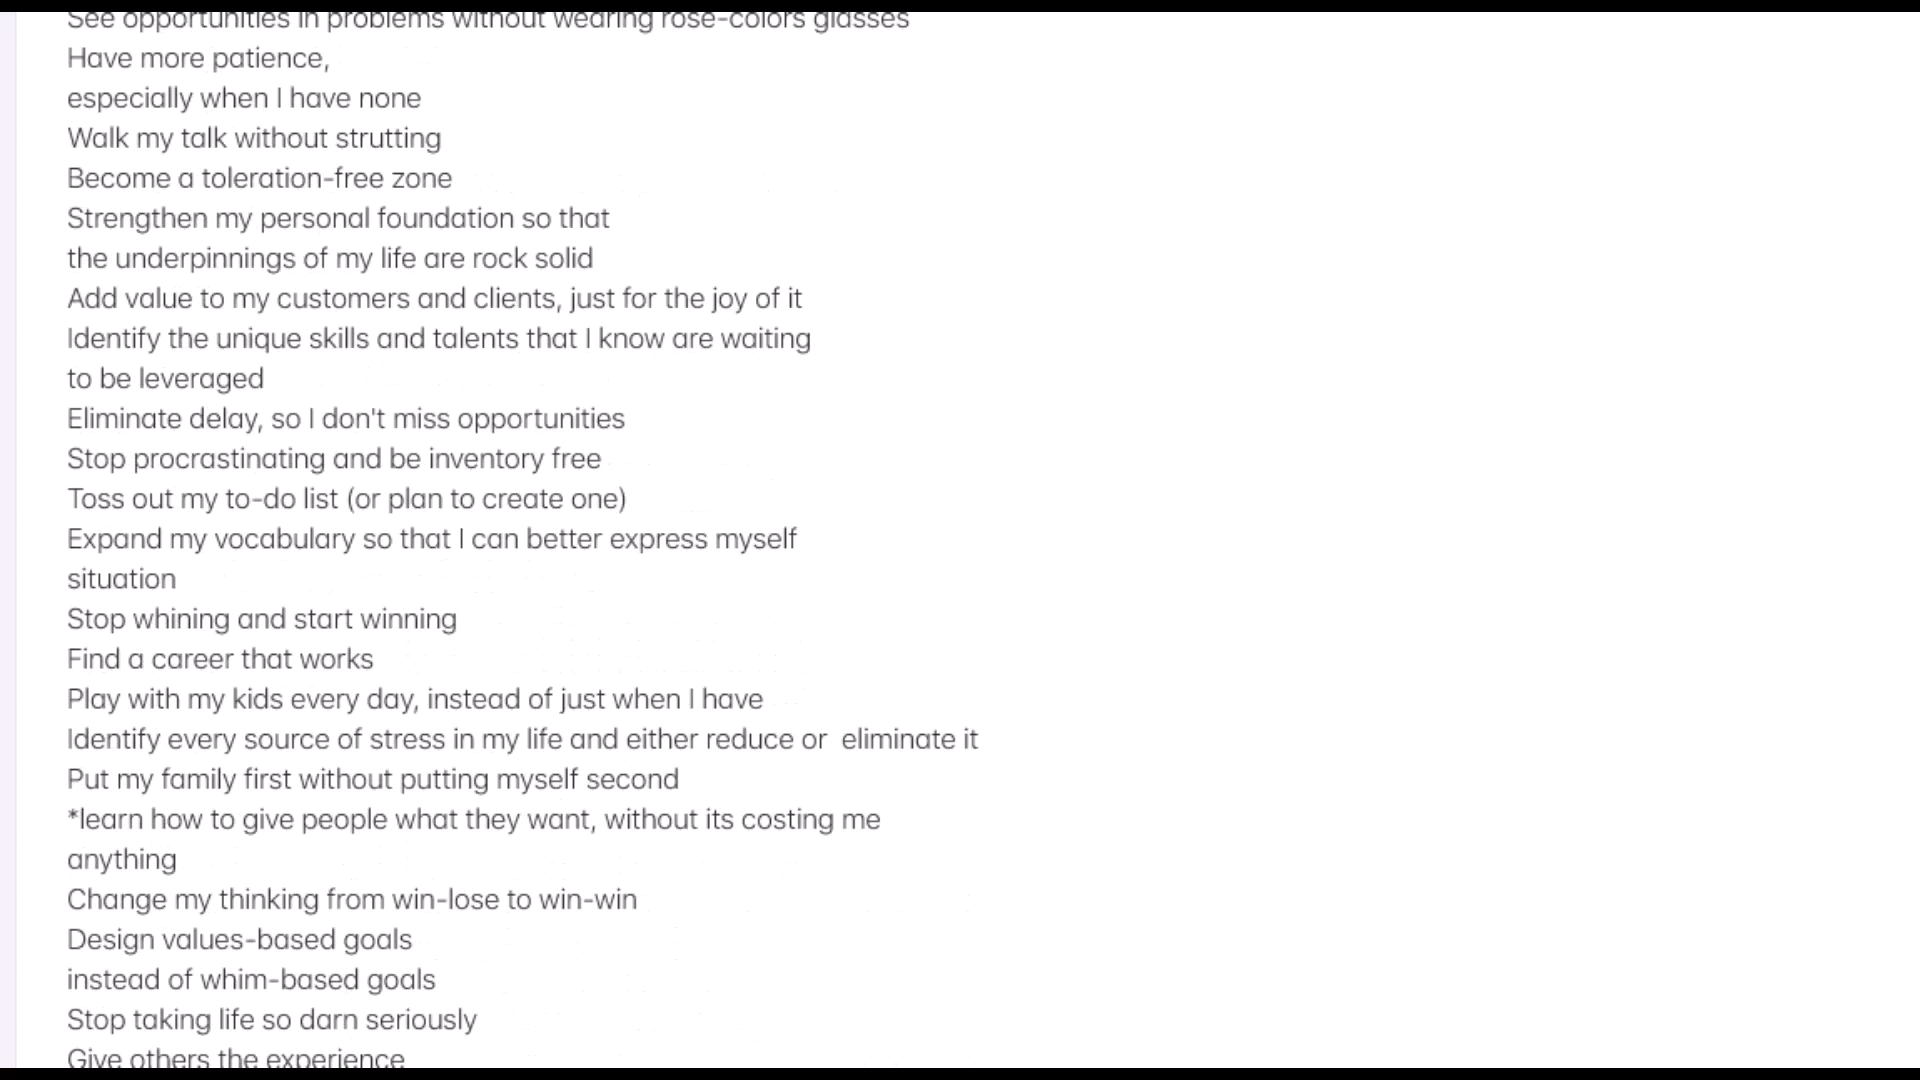 See opportunities in problems without wearing rose-colors glasses
Have more patience,
especially when I have none
Walk my talk without strutting
Become a toleration-free zone
Strengthen my personal foundation so that
the underpinnings of my life are rock solid
Add value to my customers and clients, just for the joy of it
Identify the unique skills and talents that I know are waiting
to be leveraged
Eliminate delay, so I don't miss opportunities
Stop procrastinating and be inventory free
Toss out my to-do list (or plan to create one)
Expand my vocabulary so that I can better express myself
situation
Stop whining and start winning
Find a career that works
Play with my kids every day, instead of just when I have
Identify every source of stress in my life and either reduce or  eliminate it
Put my family first without putting myself second
*learn how to give people what they want, without its costing me
anything
Change my thinking from win-lose to win-win
Design values-based goals
instead of whim-based goals
Stop taking life so darn seriously
Give others the experience